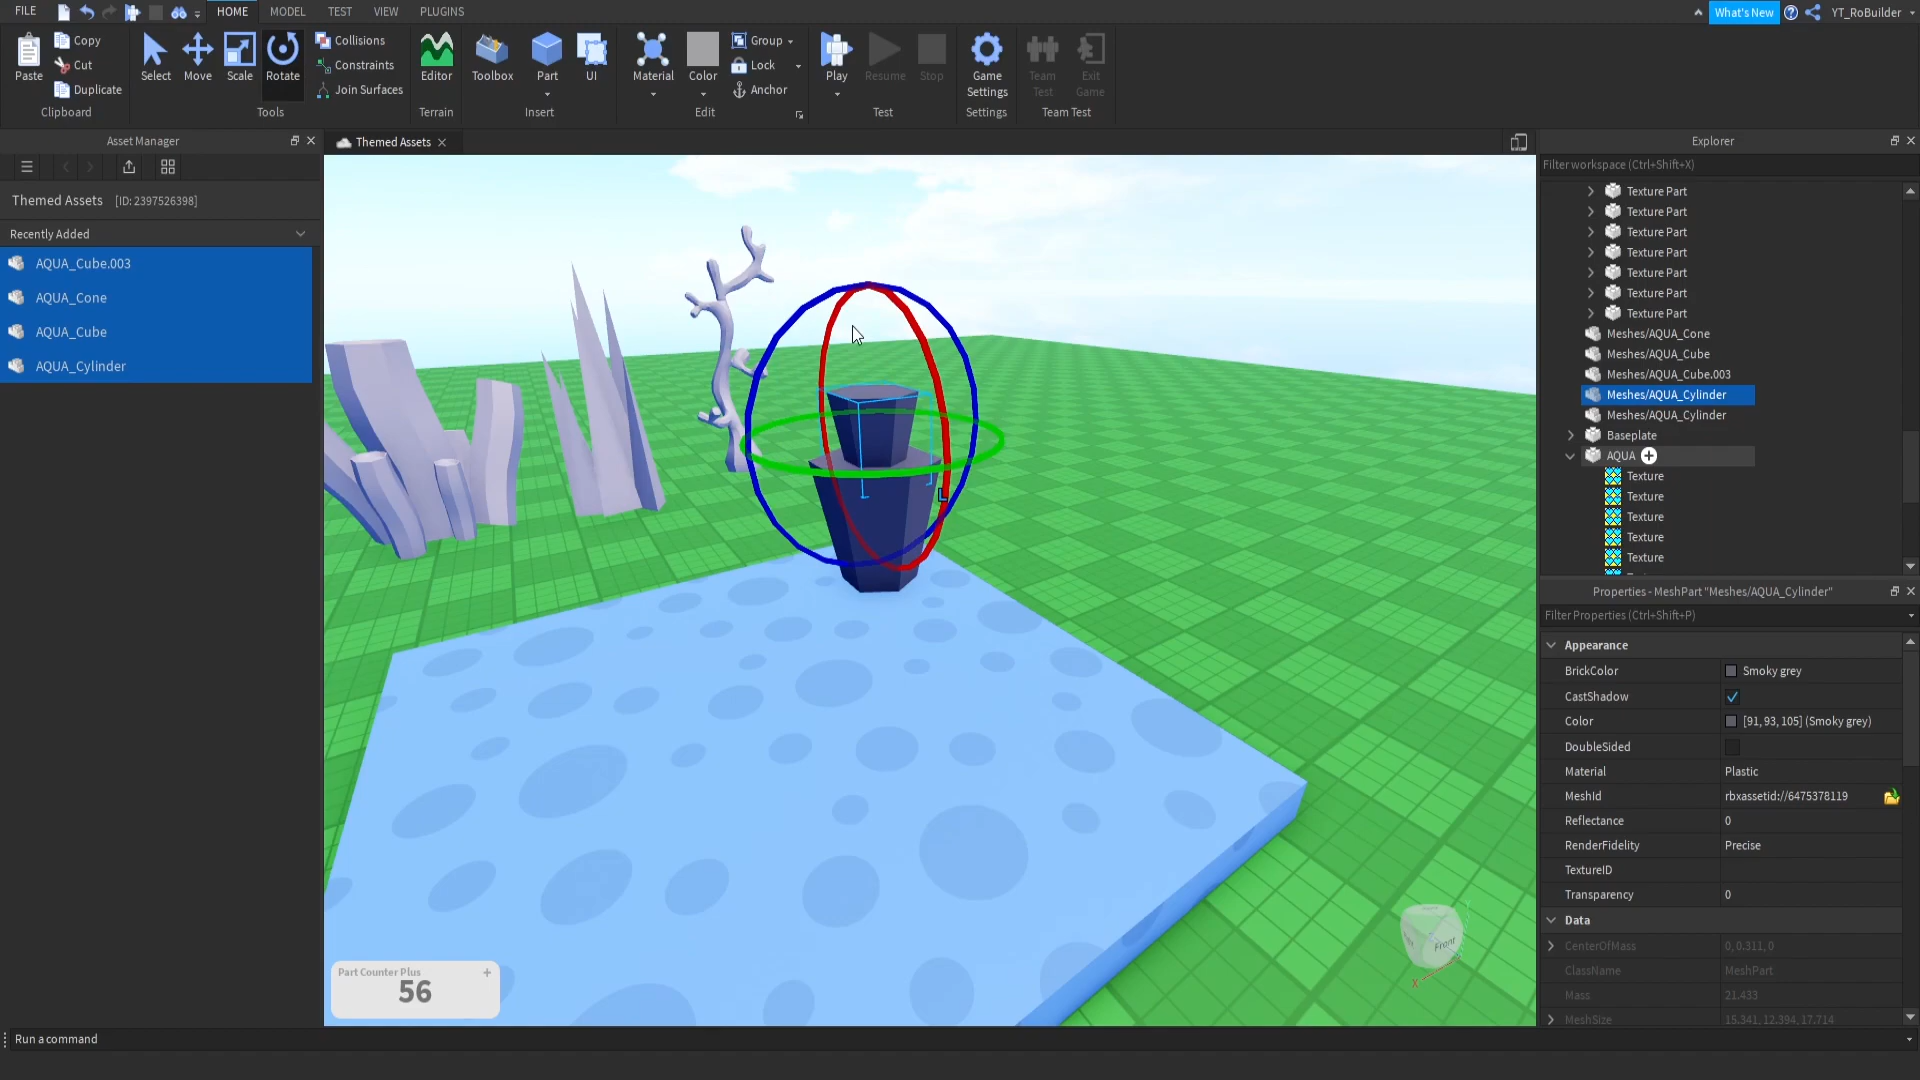 FILE HOME MODEL TEST VIEW PLUGINS What's New YT_RoBuilder
Paste Copy Cut Duplicate
Clipboard
Select Move Scale Rotate Collisions Constraints Join Surfaces
Tools
Editor
Terrain
Toolbox Part UI
Insert
Material Color Group Lock Anchor
Edit
Play Resume Stop
Test
Game Settings
Settings
Team Test Exit Game
Team Test
Asset Manager
Themed Assets [ID: 2397526398]
Recently Added
AQUA_Cube.003
AQUA_Cone
AQUA_Cube
AQUA_Cylinder
Themed Assets
L
Front
X
Part Counter Plus +
56
Explorer
Filter workspace (Ctrl+Shift+X)
Texture Part
Texture Part
Texture Part
Texture Part
Texture Part
Texture Part
Texture Part
Meshes/AQUA_Cone
Meshes/AQUA_Cube
Meshes/AQUA_Cube.003
Meshes/AQUA_Cylinder
Meshes/AQUA_Cylinder
Baseplate
AQUA
Texture
Texture
Texture
Texture
Texture
Properties - MeshPart "Meshes/AQUA_Cylinder"
Filter Properties (Ctrl+Shift+P)
Appearance
BrickColor Smoky grey
CastShadow
Color [91, 93, 105] (Smoky grey)
DoubleSided
Material Plastic
MeshId rbxassetid://6475378119
Reflectance 0
RenderFidelity Precise
TextureID
Transparency 0
Data
CenterOfMass 0, 0.311, 0
ClassName MeshPart
Mass 21.433
MeshSize 15.341, 12.394, 17.714
Run a command